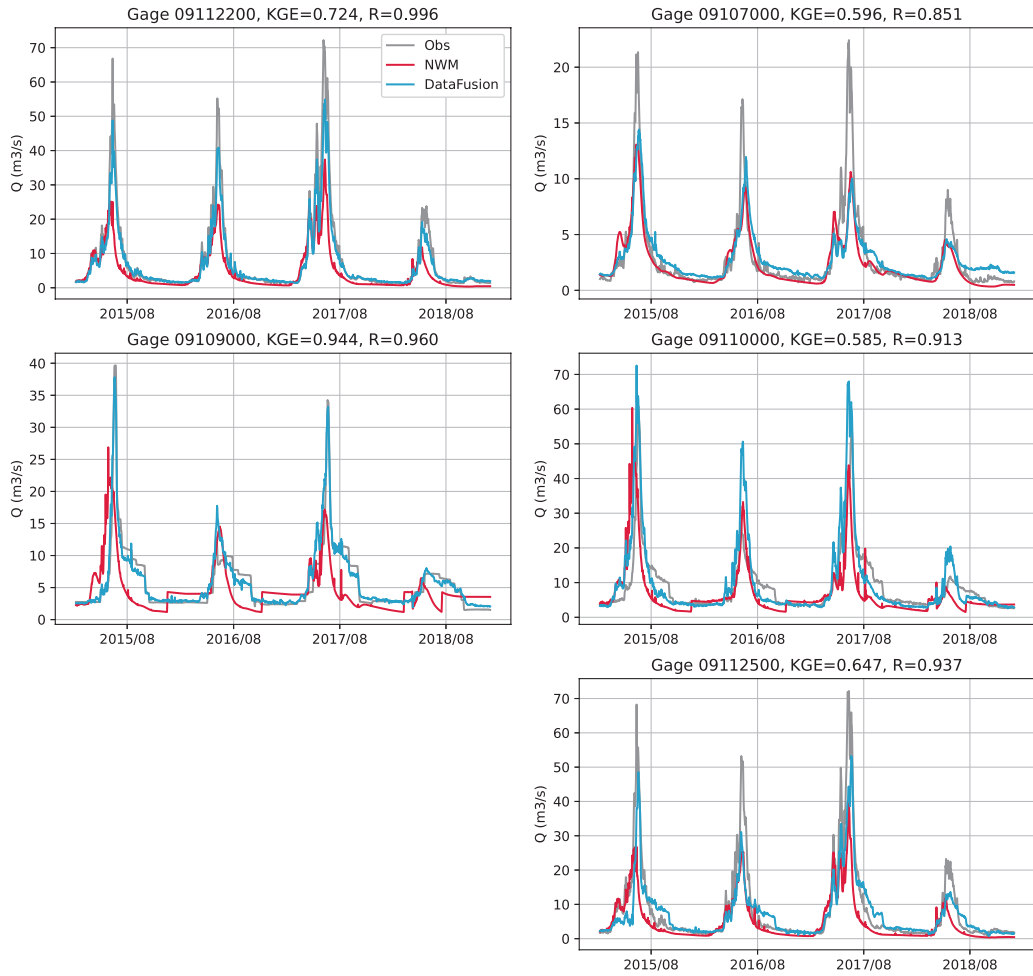 Gage 09112200, KGE=0.724, R=0.996
Q (m3/s)
70
60
50
40
30
20
10
0
Obs
NWM
DataFusion
2015/08 2016/08 2017/08 2018/08
Gage 09107000, KGE=0.596, R=0.851
Q (m3/s)
20
15
10
5
0
2015/08 2016/08 2017/08 2018/08
Gage 09109000, KGE=0.944, R=0.960
Q (m3/s)
40
35
30
25
20
15
10
5
0
2015/08 2016/08 2017/08 2018/08
Gage 09110000, KGE=0.585, R=0.913
Q (m3/s)
70
60
50
40
30
20
10
0
2015/08 2016/08 2017/08 2018/08
Gage 09112500, KGE=0.647, R=0.937
Q (m3/s)
70
60
50
40
30
20
10
0
2015/08 2016/08 2017/08 2018/08